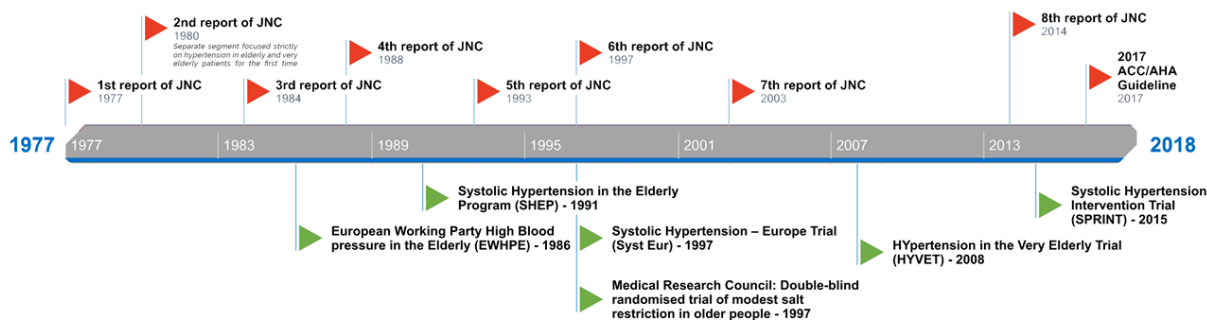 2nd report of JNC
1980
Separate segment focused strictly
on hypertension in elderly and very
elderly patients for the first time
8th report of JNC
2014
4th report of JNC
1988
6th report of JNC
1997
2017
ACC/AHA
Guideline
2017
1st report of JNC
1977
3rd report of JNC
1984
5th report of JNC
1993
7th report of JNC
2003
1977
1977
1983
1989
1995
2001
2007
2013
2018
Systolic Hypertension in the Elderly
Program (SHEP) - 1991
Systolic Hypertension
Intervention Trial
(SPRINT) - 2015
European Working Party High Blood
pressure in the Elderly (EWHPE) - 1986
Systolic Hypertension – Europe Trial
(Syst Eur) - 1997
HYpertension in the Very Elderly Trial
(HYVET) - 2008
Medical Research Council: Double-blind
randomised trial of modest salt
restriction in older people - 1997